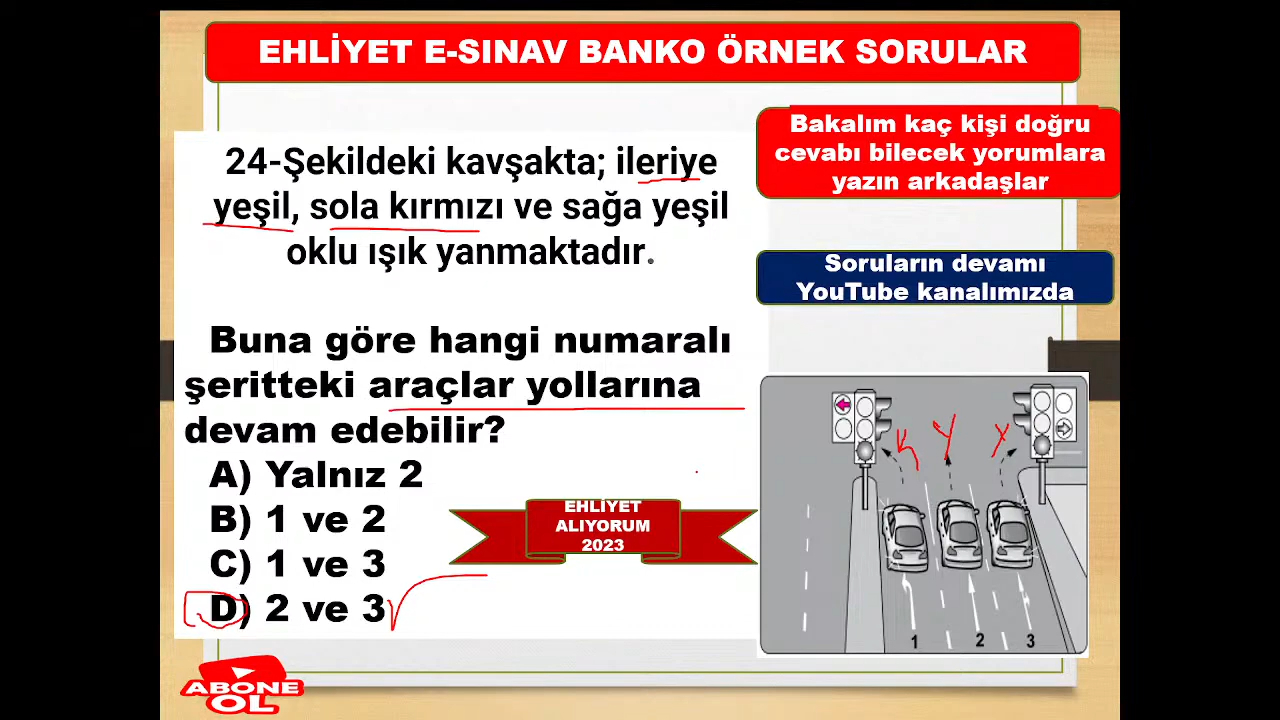 EHLİYET E-SINAV BANKO ÖRNEK SORULAR
24-Şekildeki kavşakta; ileriye
yeşil, sola kırmızı ve sağa yeşil
oklu ışık yanmaktadır.
Buna göre hangi numaralı
şeritteki araçlar yollarına
devam edebilir?
A) Yalnız 2
B) 1 ve 2
C) 1 ve 3
D) 2 ve 3
Bakalım kaç kişi doğru
cevabı bilecek yorumlara
yazın arkadaşlar
Soruların devamı
YouTube kanalımızda
K Y Y
1 2 3
EHLİYET
ALIYORUM
2023
ABONE
OL